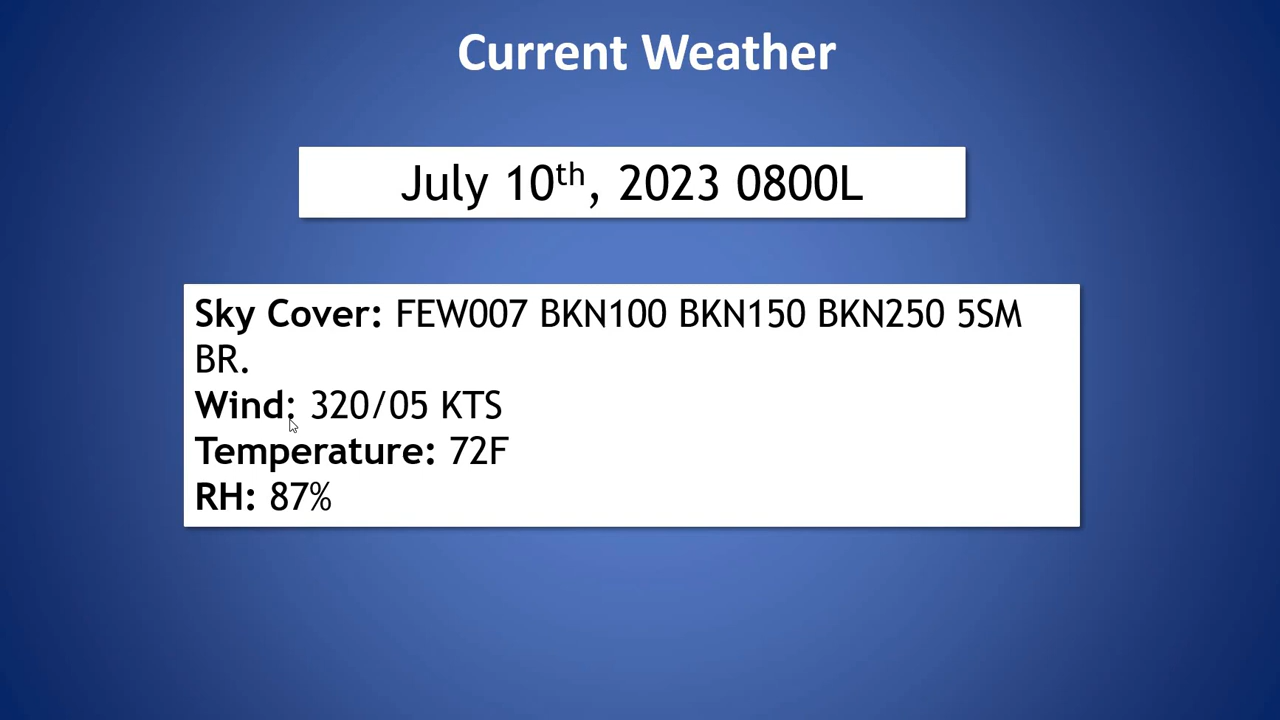 Current Weather
July 10th, 2023 0800L
Sky Cover: FEW007 BKN100 BKN150 BKN250 5SM
BR.
Wind: 320/05 KTS
Temperature: 72F
RH: 87%